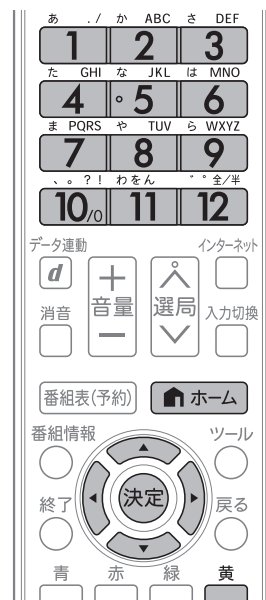 あ ./ か ABC さ DEF
1 2 3
た GHI な JKL は MNO
4 5 6
ま PQRS や TUV ら WXYZ
7 8 9
、。?! わをん ゛゜全/半
10/0 11 12
データ連動 インターネット
d + 音量 − 選局
消音 入力切換
番組表(予約) ホーム
番組情報 ツール
決定
終了 戻る
青 赤 緑 黄